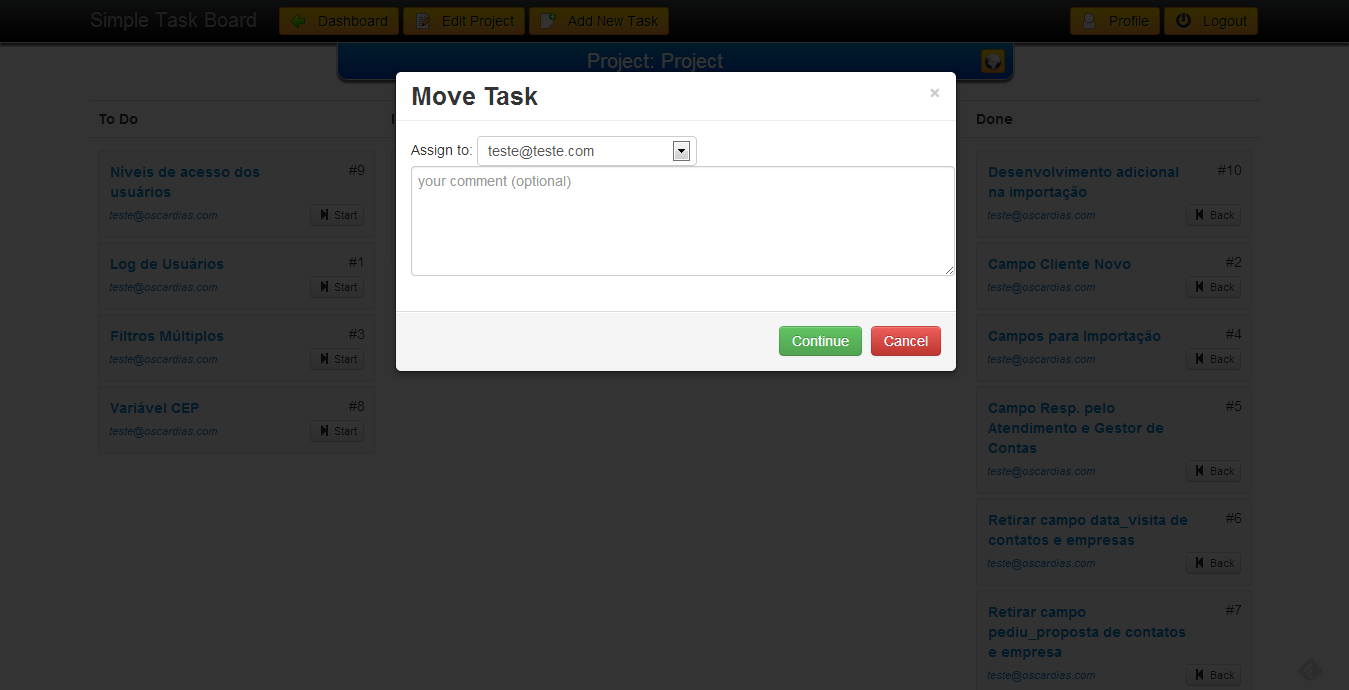 Simple Task Board
Dashboard
Edit Project
Add New Task
Profile
Logout
Project: Project
Move Task
×
Assign to:
teste@teste.com
your comment (optional)
Continue
Cancel
To Do
Níveis de acesso dos
usuários
#9
teste@oscardias.com
Start
Log de Usuários
#1
teste@oscardias.com
Start
Filtros Múltiplos
#3
teste@oscardias.com
Start
Variável CEP
#8
teste@oscardias.com
Start
Done
Desenvolvimento adicional
na importação
#10
teste@oscardias.com
Back
Campo Cliente Novo
#2
teste@oscardias.com
Back
Campos para Importação
#4
teste@oscardias.com
Back
Campo Resp. pelo
Atendimento e Gestor de
Contas
#5
teste@oscardias.com
Back
Retirar campo data_visita de
contatos e empresas
#6
teste@oscardias.com
Back
Retirar campo
pediu_proposta de contatos
e empresa
#7
teste@oscardias.com
Back